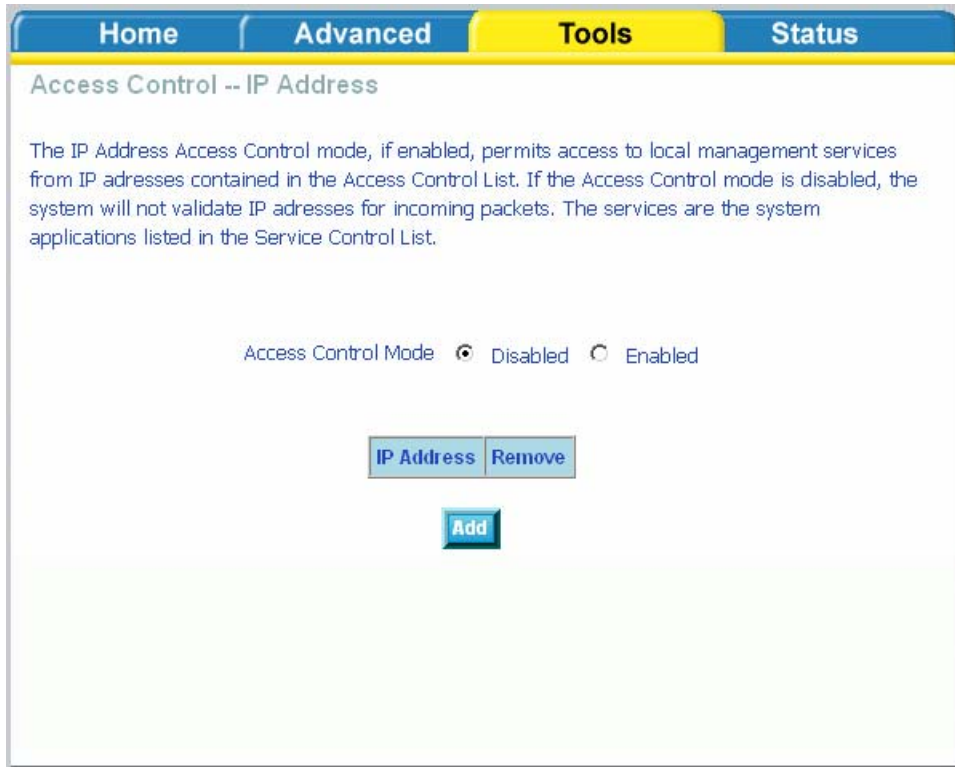 Home Advanced Tools Status
Access Control -- IP Address
The IP Address Access Control mode, if enabled, permits access to local management services
from IP adresses contained in the Access Control List. If the Access Control mode is disabled, the
system will not validate IP adresses for incoming packets. The services are the system
applications listed in the Service Control List.
Access Control Mode Disabled Enabled
IP Address Remove
Add